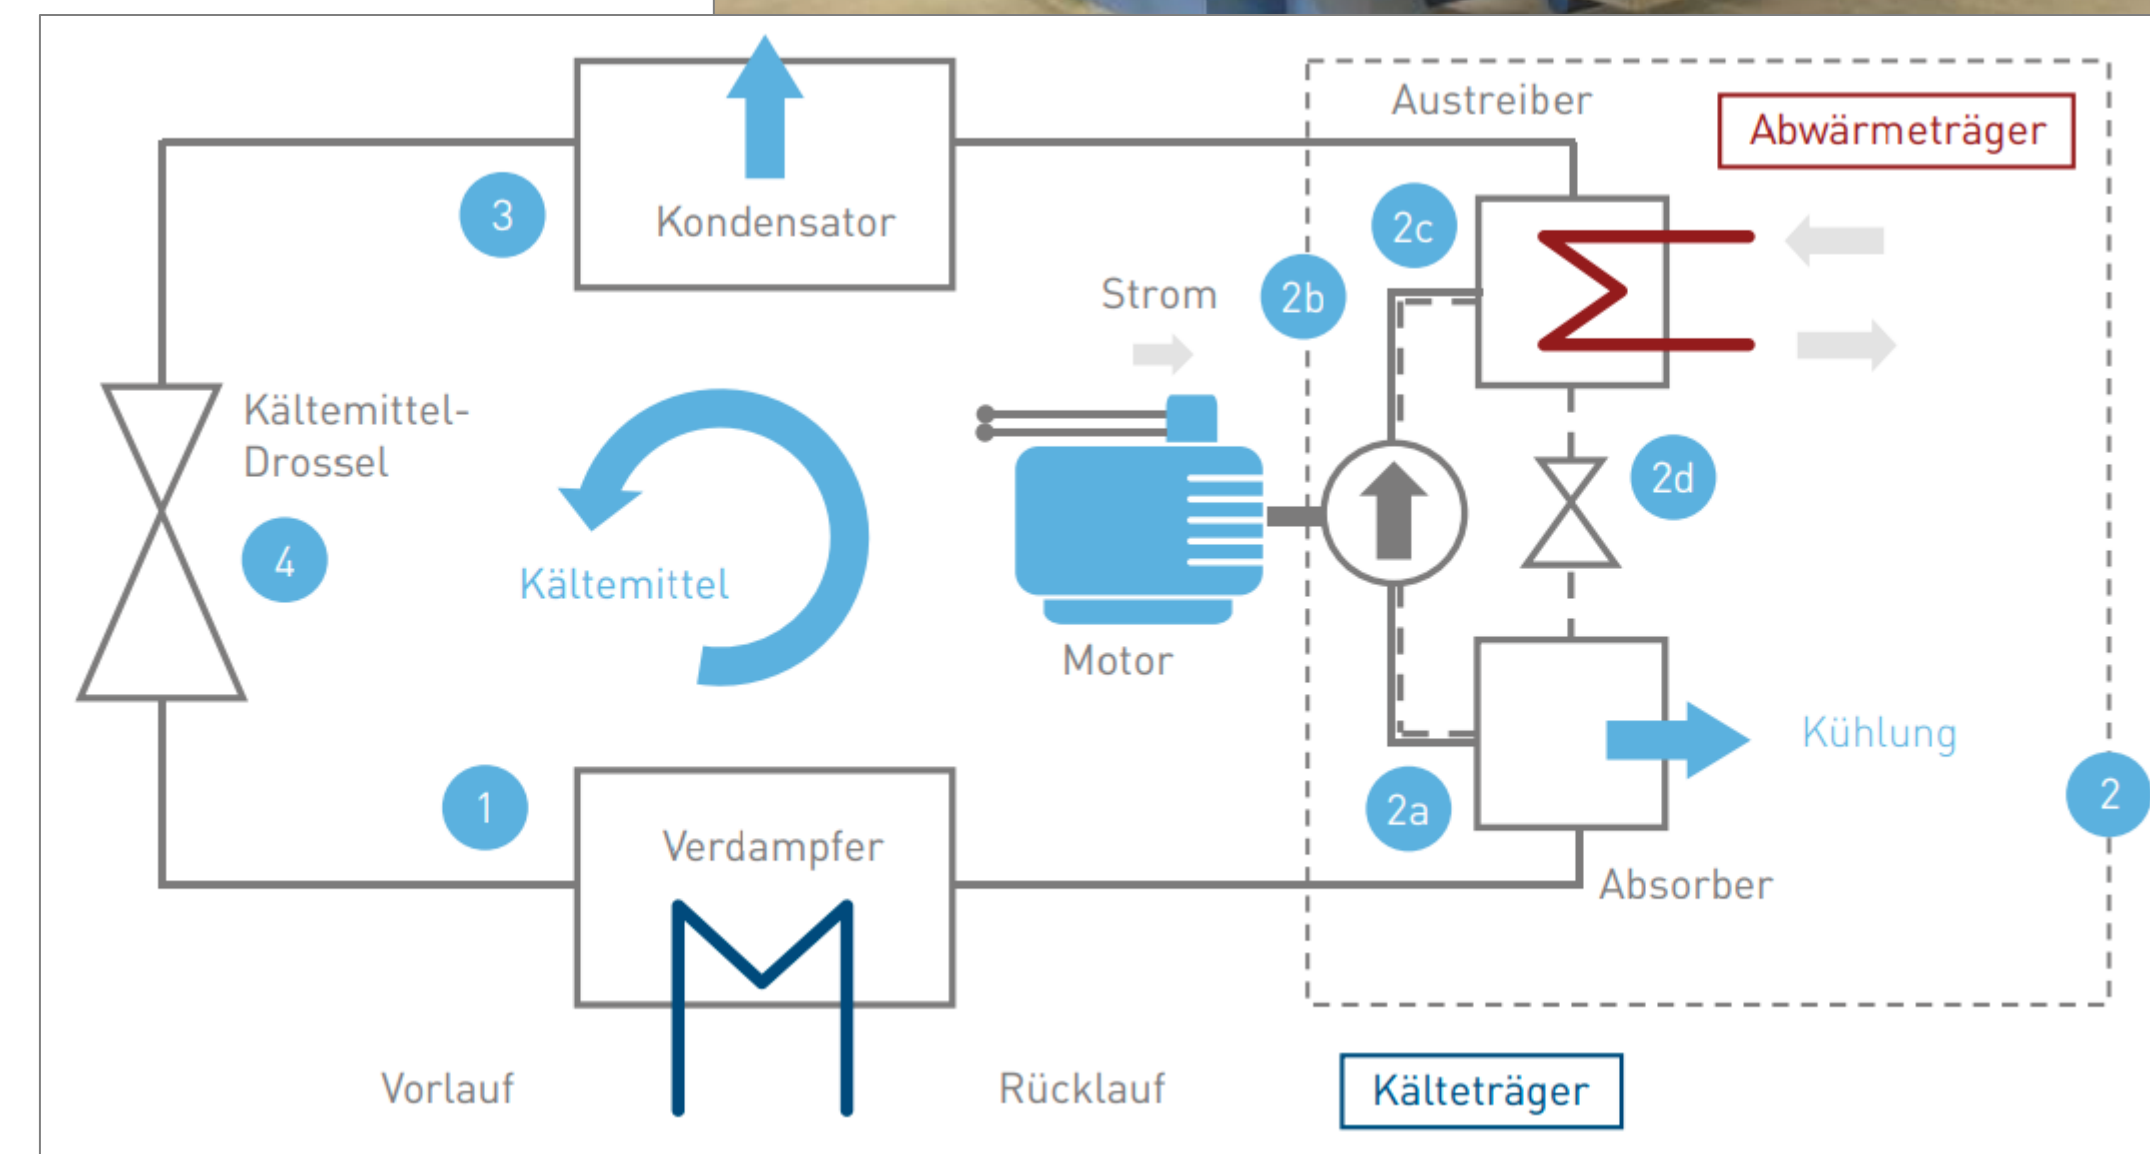 Austreiber
Abwärmeträger
3
Kondensator
2c
Strom
2b
Kältemittel-
Drossel
4
Kältemittel
2d
Motor
Kühlung
1
Verdampfer
2a
2
Absorber
Vorlauf
Rücklauf
Kälteträger